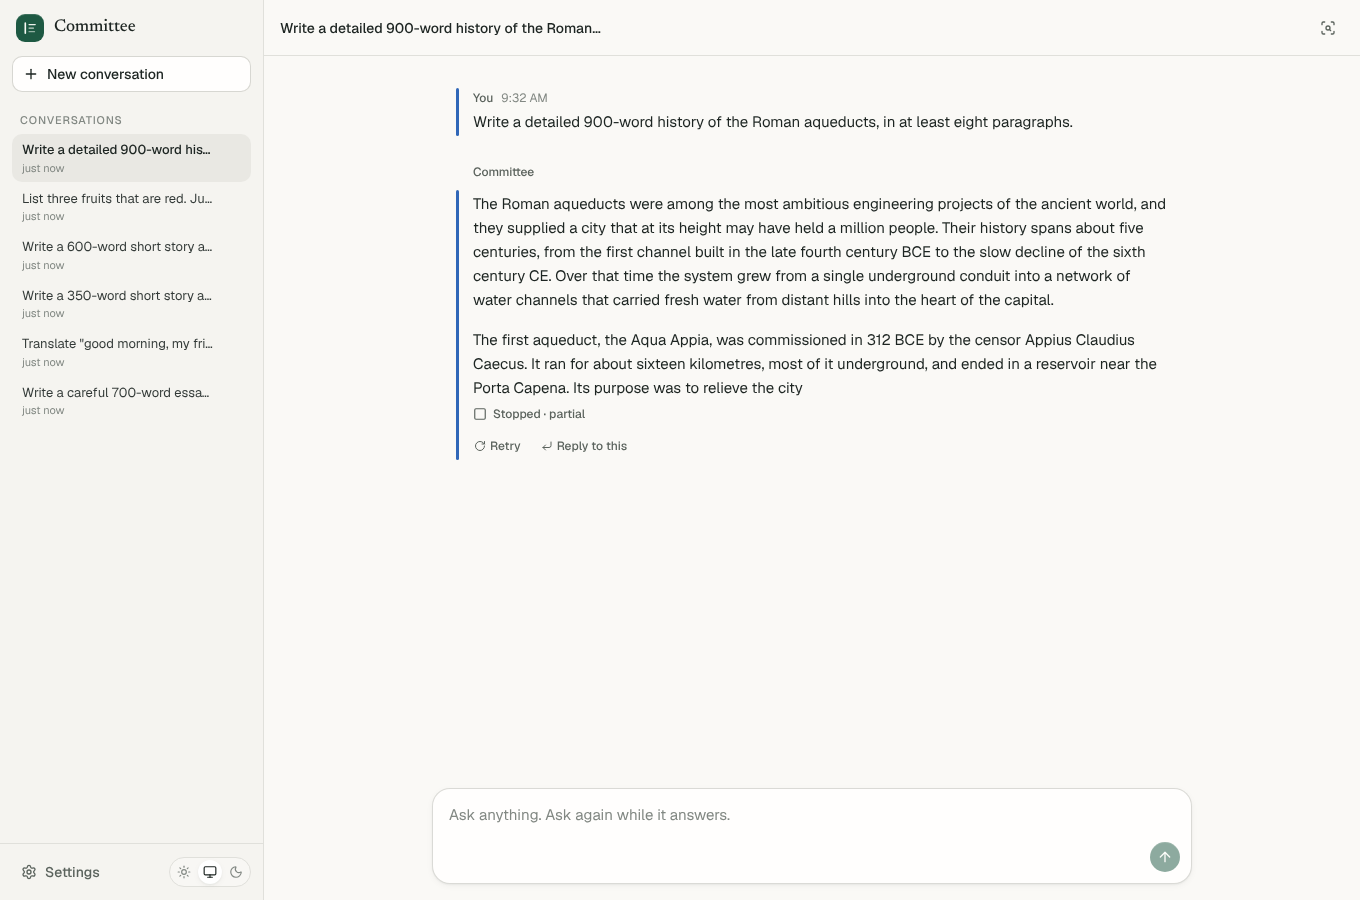 Committee
New conversation
CONVERSATIONS
Write a detailed 900-word his...
just now
List three fruits that are red. Ju...
just now
Write a 600-word short story a...
just now
Write a 350-word short story a...
just now
Translate "good morning, my fri...
just now
Write a careful 700-word essa...
just now
Settings
Write a detailed 900-word history of the Roman...
You 9:32 AM
Write a detailed 900-word history of the Roman aqueducts, in at least eight paragraphs.
Committee
The Roman aqueducts were among the most ambitious engineering projects of the ancient world, and
they supplied a city that at its height may have held a million people. Their history spans about five
centuries, from the first channel built in the late fourth century BCE to the slow decline of the sixth
century CE. Over that time the system grew from a single underground conduit into a network of
water channels that carried fresh water from distant hills into the heart of the capital.
The first aqueduct, the Aqua Appia, was commissioned in 312 BCE by the censor Appius Claudius
Caecus. It ran for about sixteen kilometres, most of it underground, and ended in a reservoir near the
Porta Capena. Its purpose was to relieve the city
Stopped · partial
Retry Reply to this
Ask anything. Ask again while it answers.